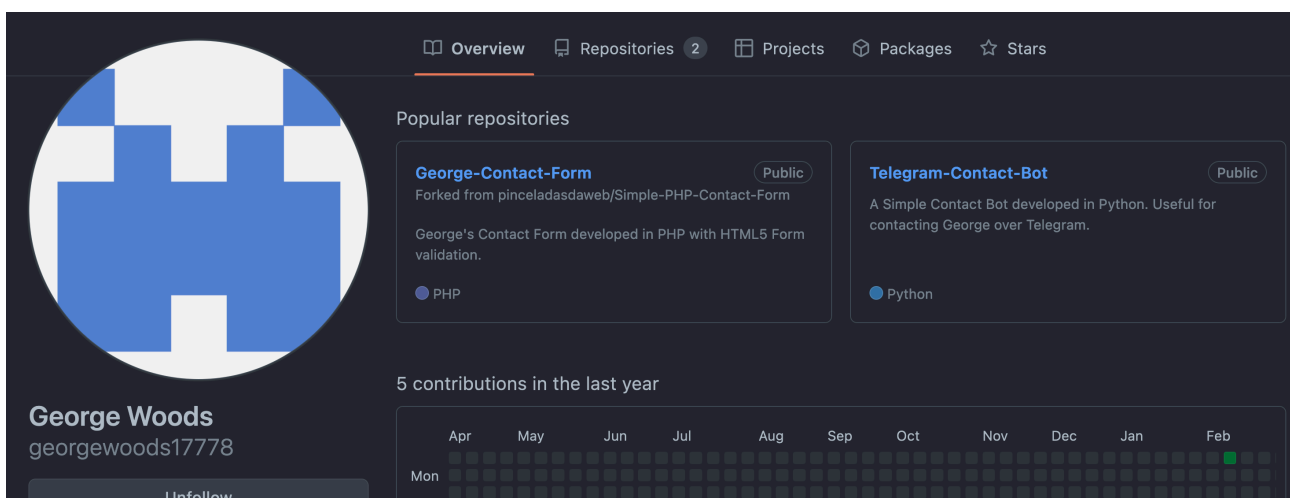 Overview Repositories 2 Projects Packages Stars
Popular repositories
George-Contact-Form Public
Forked from pinceladasdaweb/Simple-PHP-Contact-Form
George's Contact Form developed in PHP with HTML5 Form
validation.
PHP
Telegram-Contact-Bot Public
A Simple Contact Bot developed in Python. Useful for
contacting George over Telegram.
Python
5 contributions in the last year
Apr May Jun Jul Aug Sep Oct Nov Dec Jan Feb
Mon
George Woods
georgewoods17778
Unfollow